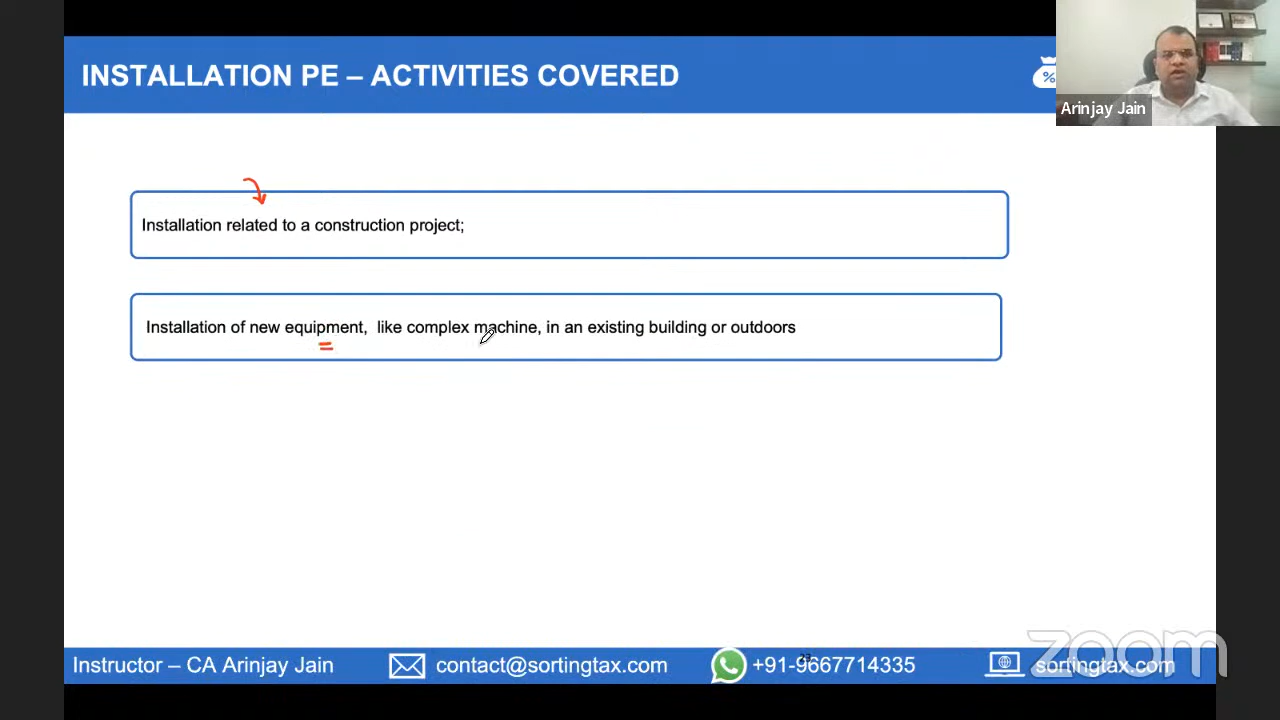 INSTALLATION PE – ACTIVITIES COVERED
%
Arinjay Jain
Installation related to a construction project;
Installation of new equipment, like complex machine, in an existing building or outdoors
Instructor – CA Arinjay Jain
contact@sortingtax.com
+91-9667714335
sortingtax.com
zoom